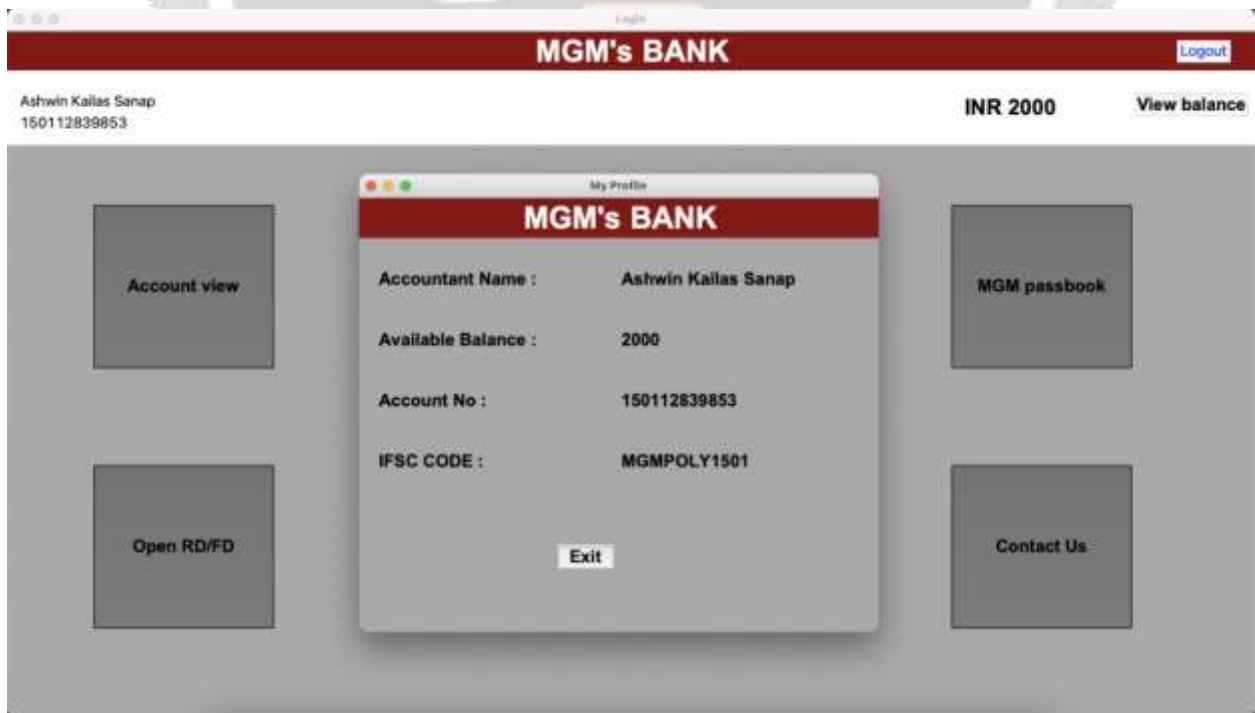 Login
MGM's BANK
Logout
Ashwin Kailas Sanap
150112839853
INR 2000
View balance
Account view
MGM passbook
Open RD/FD
Contact Us
My Profile
MGM's BANK
Accountant Name : Ashwin Kailas Sanap
Available Balance : 2000
Account No : 150112839853
IFSC CODE : MGMPOLY1501
Exit